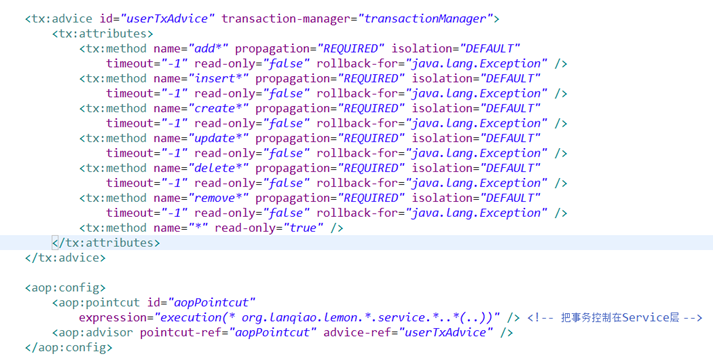 <tx:advice id="userTxAdvice" transaction-manager="transactionManager">
<tx:attributes>
<tx:method name="add*" propagation="REQUIRED" isolation="DEFAULT"
timeout="-1" read-only="false" rollback-for="java.lang.Exception" />
<tx:method name="insert*" propagation="REQUIRED" isolation="DEFAULT"
timeout="-1" read-only="false" rollback-for="java.lang.Exception" />
<tx:method name="create*" propagation="REQUIRED" isolation="DEFAULT"
timeout="-1" read-only="false" rollback-for="java.lang.Exception" />
<tx:method name="update*" propagation="REQUIRED" isolation="DEFAULT"
timeout="-1" read-only="false" rollback-for="java.lang.Exception" />
<tx:method name="delete*" propagation="REQUIRED" isolation="DEFAULT"
timeout="-1" read-only="false" rollback-for="java.lang.Exception" />
<tx:method name="remove*" propagation="REQUIRED" isolation="DEFAULT"
timeout="-1" read-only="false" rollback-for="java.lang.Exception" />
<tx:method name="*" read-only="true" />
</tx:attributes>
</tx:advice>
<aop:config>
<aop:pointcut id="aopPointcut"
expression="execution(* org.lanqiao.lemon.*.service.*..*(..))" /> <!-- 把事务控制在Service层 -->
<aop:advisor pointcut-ref="aopPointcut" advice-ref="userTxAdvice" />
</aop:config>